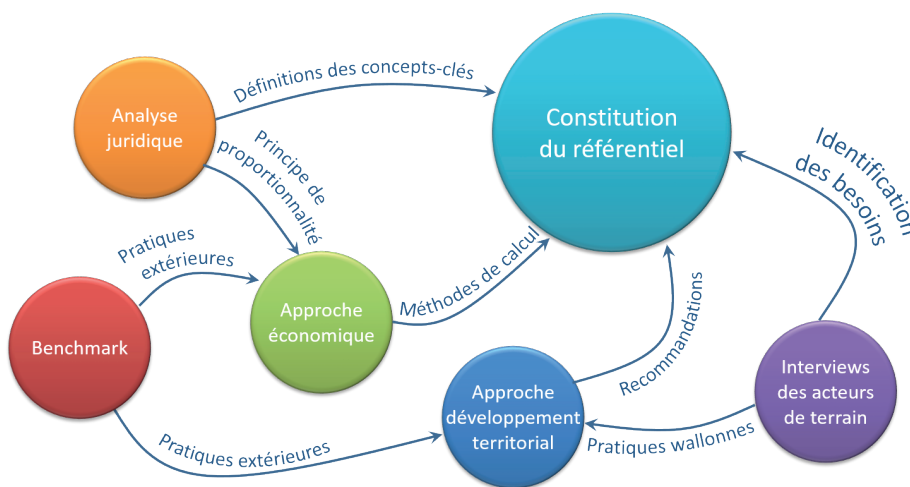 Définitions des concepts-clés
Analyse
juridique
Constitution
du référentiel
Principe de
proportionnalité
Identification
des besoins
Pratiques
extérieures
Méthodes de calcul
Approche
économique
Benchmark
Recommandations
Approche
développement
territorial
Interviews
des acteurs
de terrain
Pratiques wallonnes
Pratiques extérieures